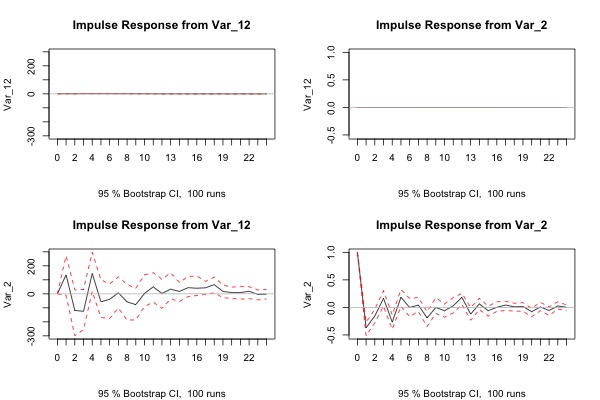 Impulse Response from Var_12
Var_12
-300 0 200
0 2 4 6 8 10 13 16 19 22
95 % Bootstrap CI, 100 runs
Impulse Response from Var_2
Var_12
-0.5 0.0 0.5 1.0
0 2 4 6 8 10 13 16 19 22
95 % Bootstrap CI, 100 runs
Impulse Response from Var_12
Var_2
-300 0 200
0 2 4 6 8 10 13 16 19 22
95 % Bootstrap CI, 100 runs
Impulse Response from Var_2
Var_2
-0.5 0.0 0.5 1.0
0 2 4 6 8 10 13 16 19 22
95 % Bootstrap CI, 100 runs